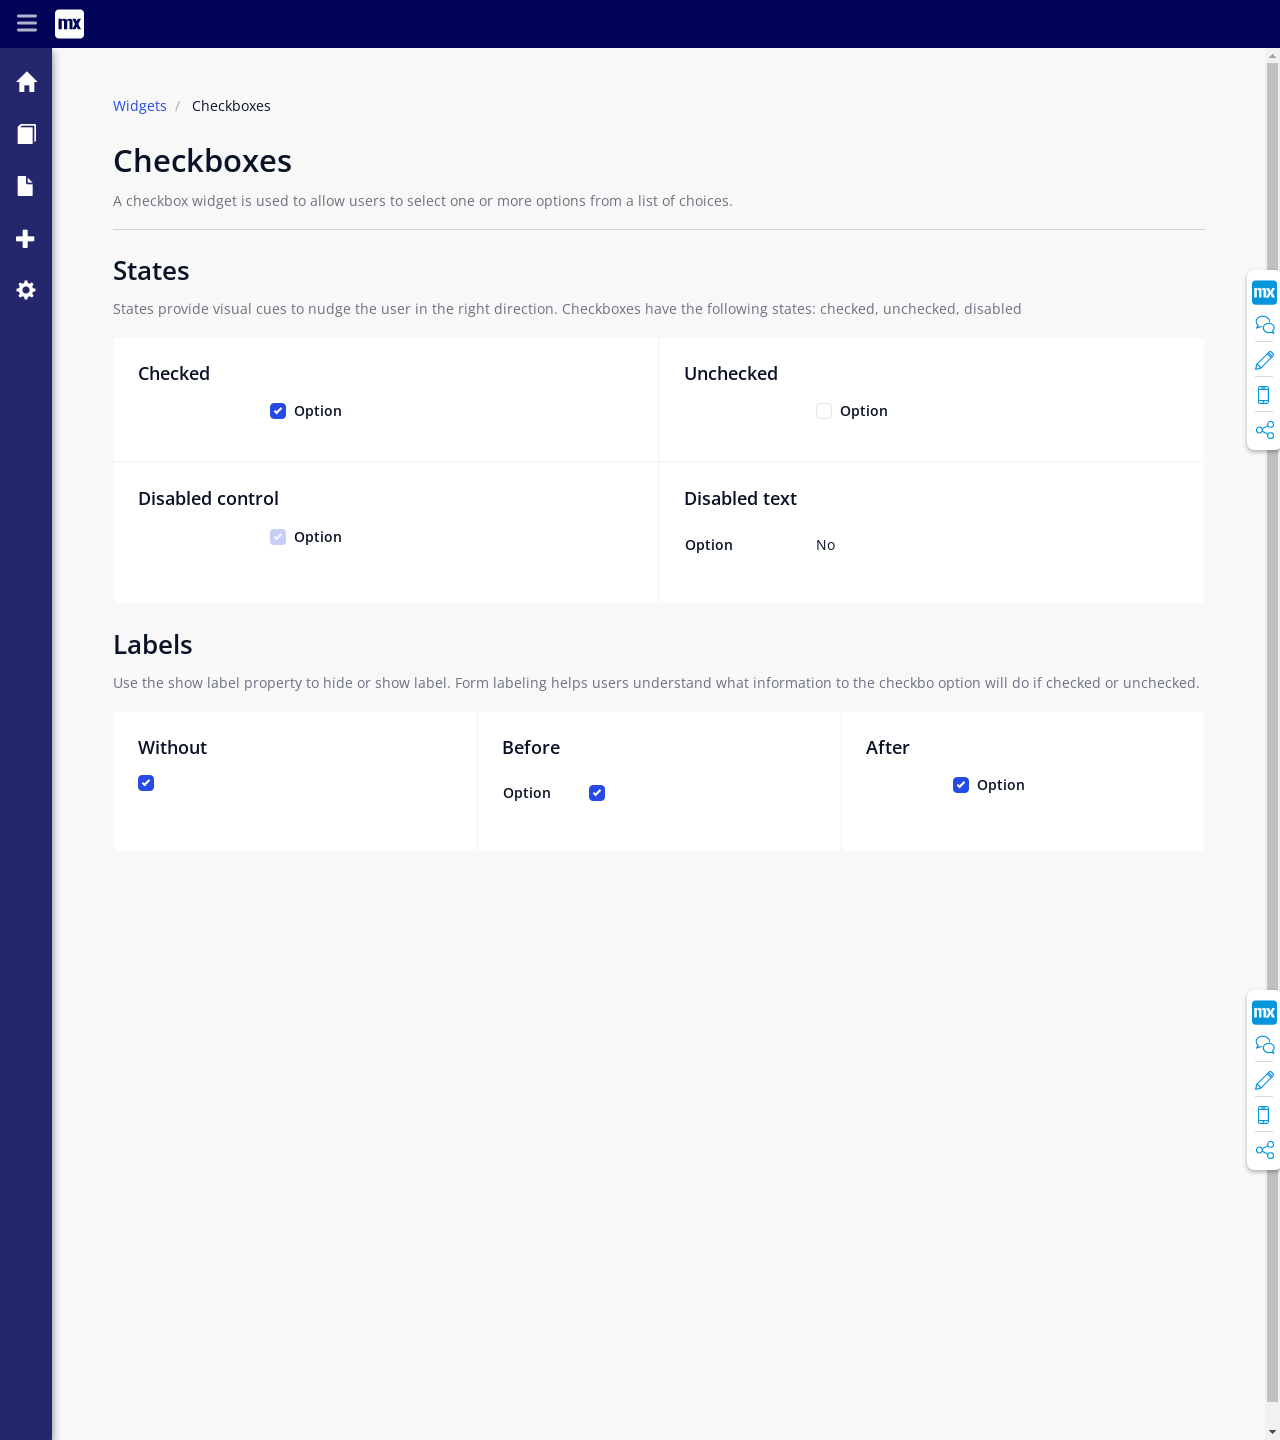 mx
Widgets / Checkboxes
Checkboxes
A checkbox widget is used to allow users to select one or more options from a list of choices.
States
States provide visual cues to nudge the user in the right direction. Checkboxes have the following states: checked, unchecked, disabled
mx
Checked
Unchecked
Option
Option
Disabled control
Disabled text
Option
Option No
Labels
Use the show label property to hide or show label. Form labeling helps users understand what information to the checkbo option will do if checked or unchecked.
Without
Before
After
Option
Option
mx